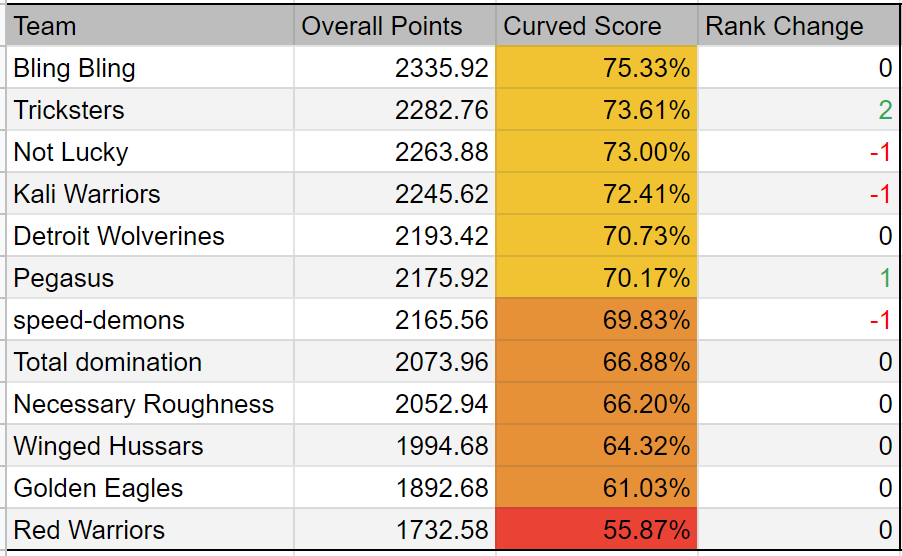 Team Overall Points Curved Score Rank Change
Bling Bling 2335.92 75.33% 0
Tricksters 2282.76 73.61% 2
Not Lucky 2263.88 73.00% -1
Kali Warriors 2245.62 72.41% -1
Detroit Wolverines 2193.42 70.73% 0
Pegasus 2175.92 70.17% 1
speed-demons 2165.56 69.83% -1
Total domination 2073.96 66.88% 0
Necessary Roughness 2052.94 66.20% 0
Winged Hussars 1994.68 64.32% 0
Golden Eagles 1892.68 61.03% 0
Red Warriors 1732.58 55.87% 0